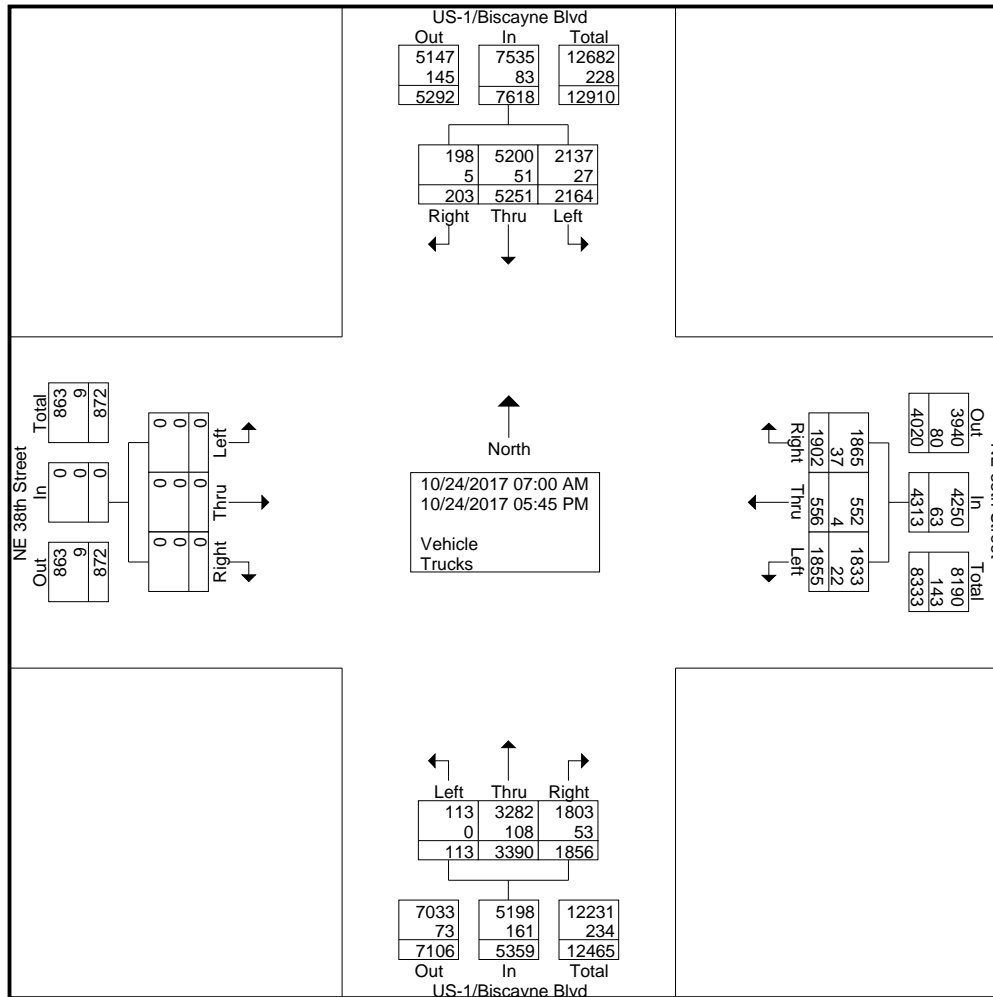 US-1/Biscayne Blvd
Out In Total
5147 7535 12682
145 83 228
5292 7618 12910
198 5200 2137
5 51 27
203 5251 2164
Right Thru Left
NE 38th Street
Total In Out
872 0 872
9 0 9
863 0 863
Left Thru Right
0 0 0
0 0 0
0 0 0
North
10/24/2017 07:00 AM
10/24/2017 05:45 PM
Vehicle
Trucks
Right Thru Left
1865 552 1833
37 4 22
1902 556 1855
Out In Total
3940 4250 8190
80 63 143
4020 4313 8333
Street
Left Thru Right
113 3282 1803
0 108 53
113 3390 1856
7033 5198 12231
73 161 234
7106 5359 12465
Out In Total
US-1/Biscayne Blvd